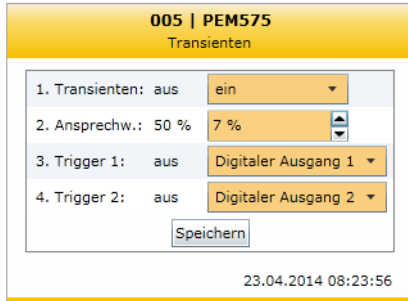 005 | PEM575
Transienten
1. Transienten: aus ein
2. Ansprechw.: 50 % 7 %
3. Trigger 1: aus Digitaler Ausgang 1
4. Trigger 2: aus Digitaler Ausgang 2
Speichern
23.04.2014 08:23:56